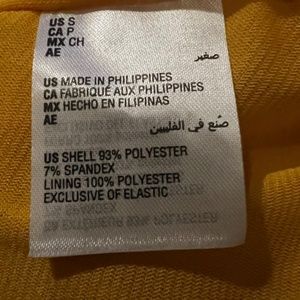 US S
CA P
MX CH
AE صغير
US MADE IN PHILIPPINES
CA FABRIQUÉ AUX PHILIPPINES
MX HECHO EN FILIPINAS
AE صنع في الفلبين
US SHELL 93% POLYESTER
7% SPANDEX
LINING 100% POLYESTER
EXCLUSIVE OF ELASTIC